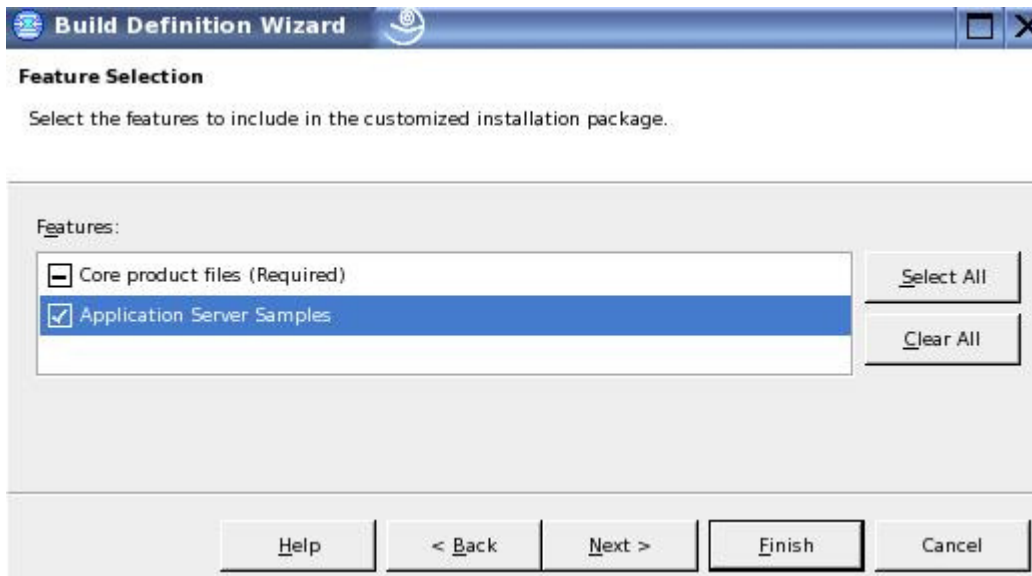 Build Definition Wizard
Feature Selection
Select the features to include in the customized installation package.
Features:
Core product files (Required)
Application Server Samples
Select All
Clear All
Help
< Back
Next >
Finish
Cancel